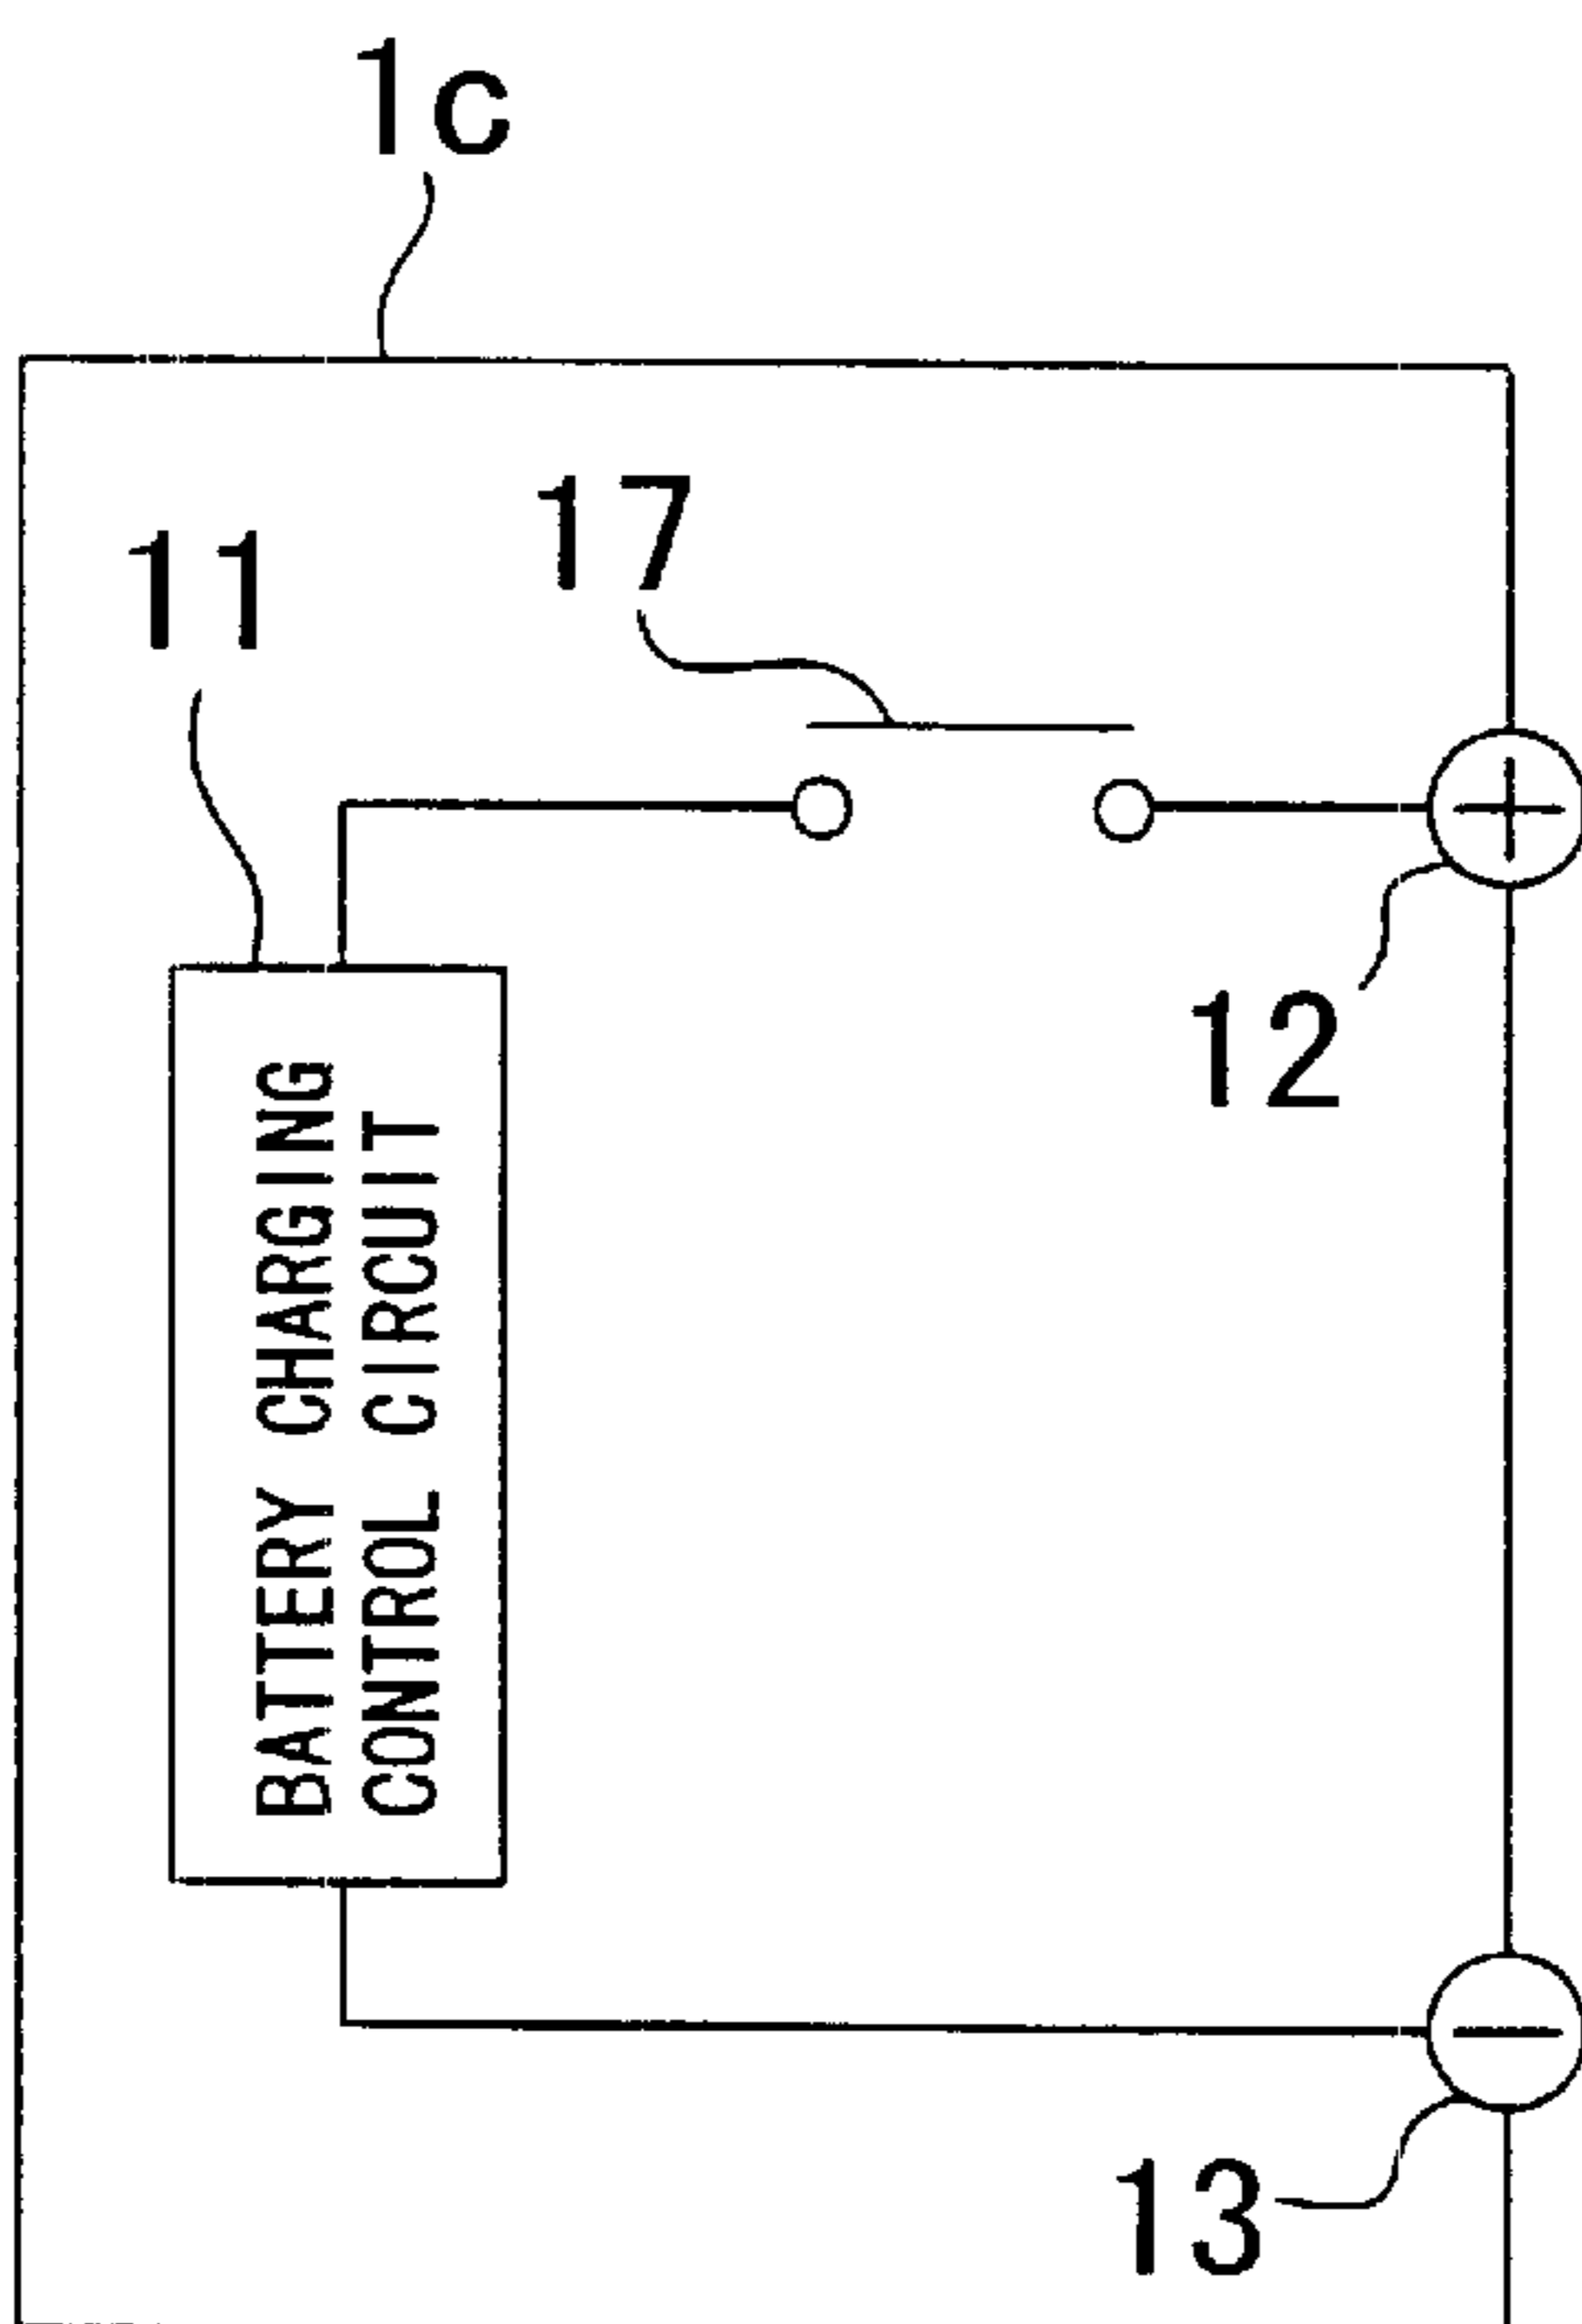 1c
17
11
12
BATTERY CHARGING
CONTROL CIRCUIT
13